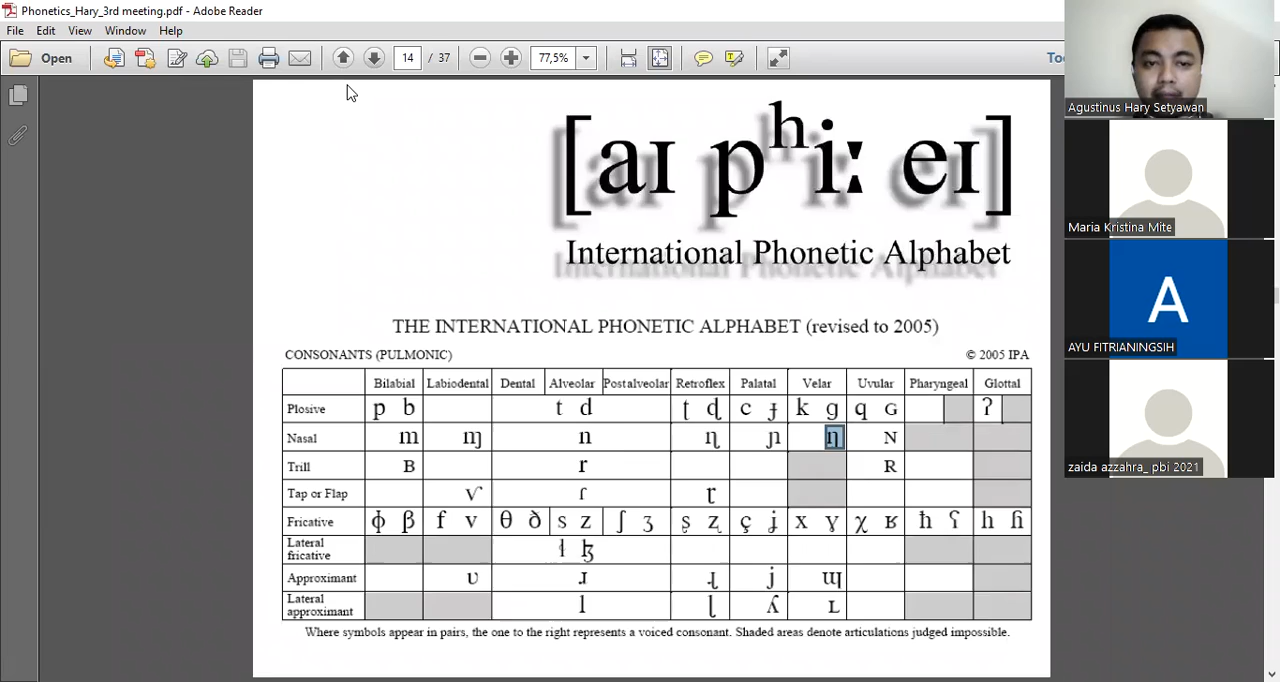 Phonetics_Hary_3rd meeting.pdf - Adobe Reader
File Edit View Window Help
Open 14 / 37 77,5%
Agustinus Hary Setyawan
Maria Kristina Mite
A
AYU FITRIANINGSIH
zaida azzahra_ pbi 2021
[aɪ pʰiː eɪ]
International Phonetic Alphabet
THE INTERNATIONAL PHONETIC ALPHABET (revised to 2005)
CONSONANTS (PULMONIC) © 2005 IPA
Bilabial Labiodental Dental Alveolar Postalveolar Retroflex Palatal Velar Uvular Pharyngeal Glottal
Plosive p b t d ʈ ɖ c ɟ k ɡ q ɢ ʔ
Nasal m ɱ n ɳ ɲ ŋ ɴ
Trill ʙ r ʀ
Tap or Flap ⱱ ɾ ɽ
Fricative ɸ β f v θ ð s z ʃ ʒ ʂ ʐ ç ʝ x ɣ χ ʁ ħ ʕ h ɦ
Lateral fricative ɬ ɮ
Approximant ʋ ɹ ɻ j ɰ
Lateral approximant l ɭ ʎ ʟ
Where symbols appear in pairs, the one to the right represents a voiced consonant. Shaded areas denote articulations judged impossible.